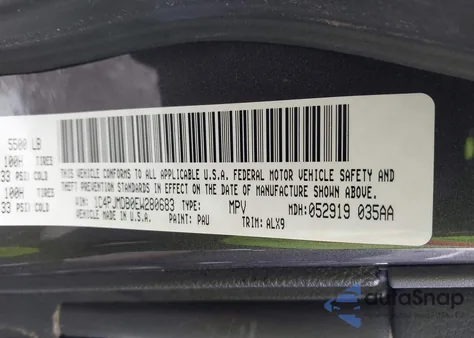 5500 LB
100H TIRES
33 PSI) COLD
100H TIRES
33 PSI) COLD
THIS VEHICLE CONFORMS TO ALL APPLICABLE U.S.A. FEDERAL MOTOR VEHICLE SAFETY AND
THEFT PREVENTION STANDARDS IN EFFECT ON THE DATE OF MANUFACTURE SHOWN ABOVE.
VIN: 1C4PJMDB0EW280683 TYPE: MPV MDH: 052919 035AA
PAINT: PAU TRIM: ALX9
autoSnap